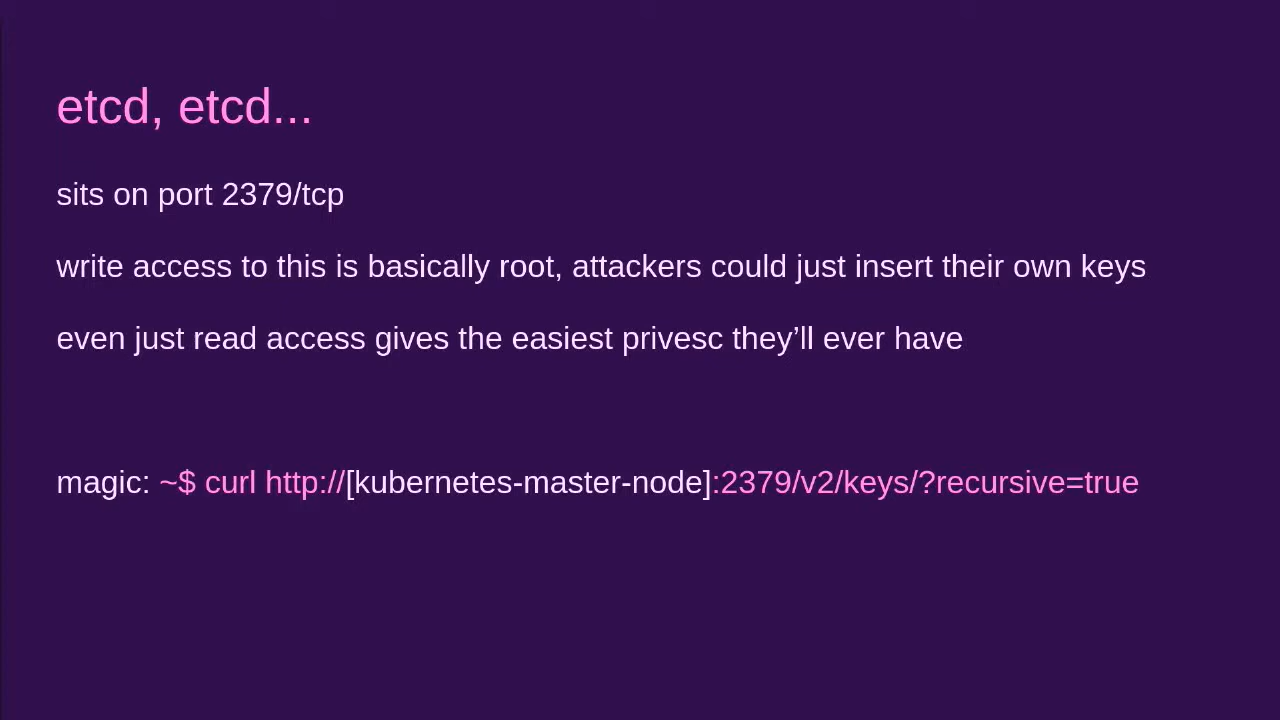 etcd, etcd...
sits on port 2379/tcp
write access to this is basically root, attackers could just insert their own keys
even just read access gives the easiest privesc they’ll ever have
magic: ~$ curl http://[kubernetes-master-node]:2379/v2/keys/?recursive=true